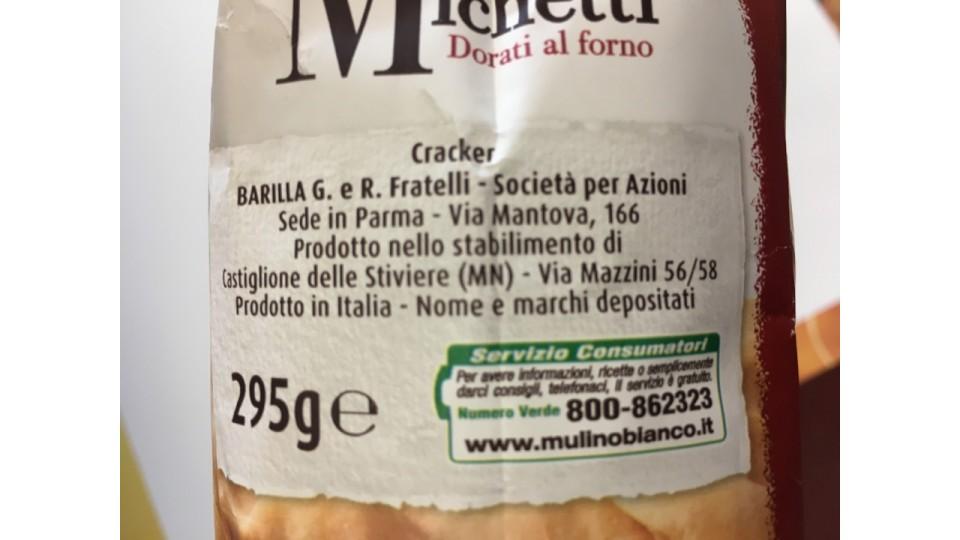 Michetti
Dorati al forno
Cracker
BARILLA G. e R. Fratelli - Società per Azioni
Sede in Parma - Via Mantova, 166
Prodotto nello stabilimento di
Castiglione delle Stiviere (MN) - Via Mazzini 56/58
Prodotto in Italia - Nome e marchi depositati
295g e
Servizio Consumatori
Per avere informazioni, ricette o semplicemente
darci consigli, telefonaci, il servizio è gratuito.
Numero Verde 800-862323
www.mulinobianco.it